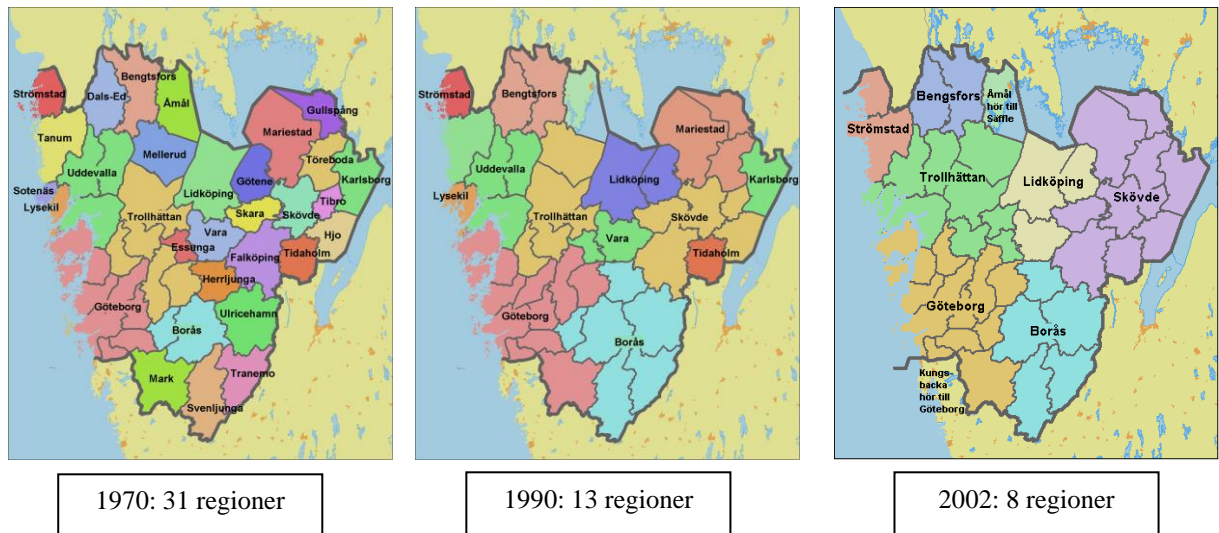 Bengtsfors
Strömstad
Dals-Ed
Åmål
Gullspång
Tanum
Mariestad
Mellerud
Töreboda
Uddevalla
Götene
Karlsborg
Sotenäs
Lidköping
Tibro
Lysekil
Skara
Skövde
Trollhättan
Vara
Hjo
Essunga
Tidaholm
Falköping
Herrljunga
Göteborg
Ulricehamn
Borås
Mark
Tranemo
Svenljunga
1970: 31 regioner
Strömstad
Bengtsfors
Mariestad
Uddevalla
Lidköping
Karlsborg
Lysekil
Trollhättan
Skövde
Vara
Tidaholm
Göteborg
Borås
1990: 13 regioner
Bengsfors
Åmål
hör till
Säffle
Strömstad
Trollhättan
Lidköping
Skövde
Göteborg
Borås
Kungs
backa
hör till
Göteborg
2002: 8 regioner